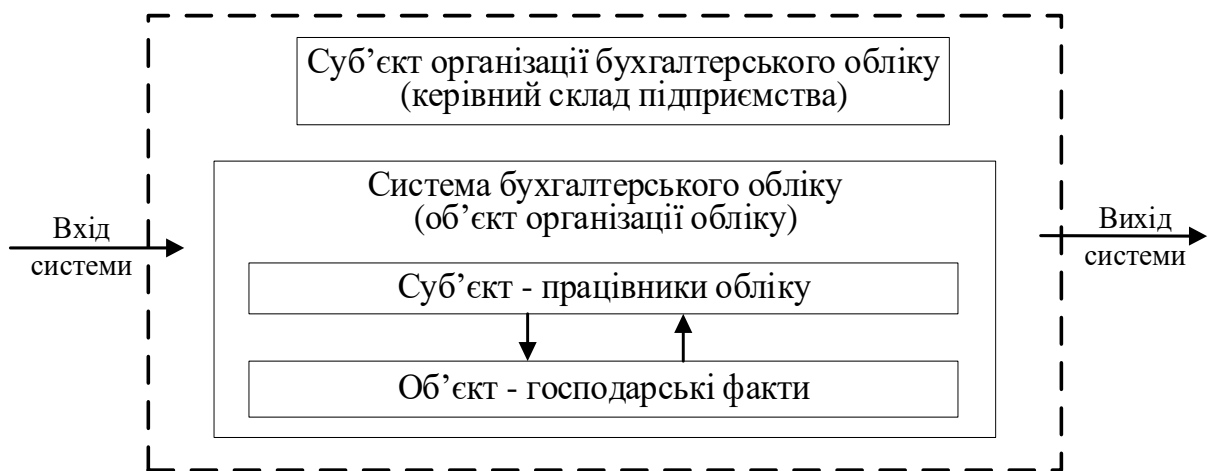 Суб’єкт організації бухгалтерського обліку
(керівний склад підприємства)
Система бухгалтерського обліку
(об’єкт організації обліку)
Вхід
системи
Вихід
системи
Суб’єкт - працівники обліку
Об’єкт - господарські факти